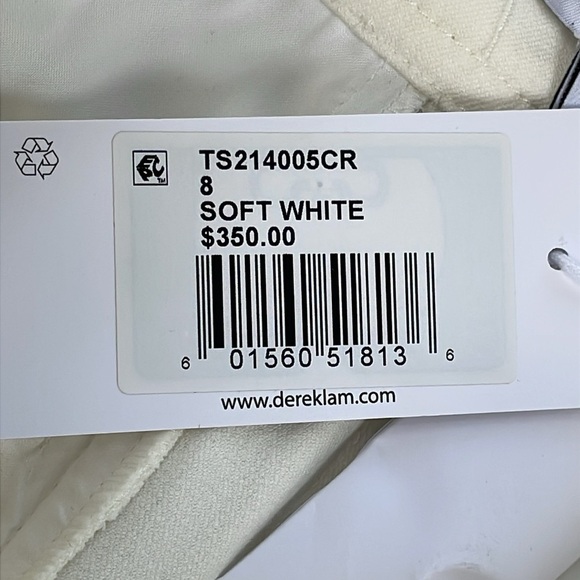 TS214005CR
8
SOFT WHITE
$350.00
6 01560 51813 6
www.dereklam.com